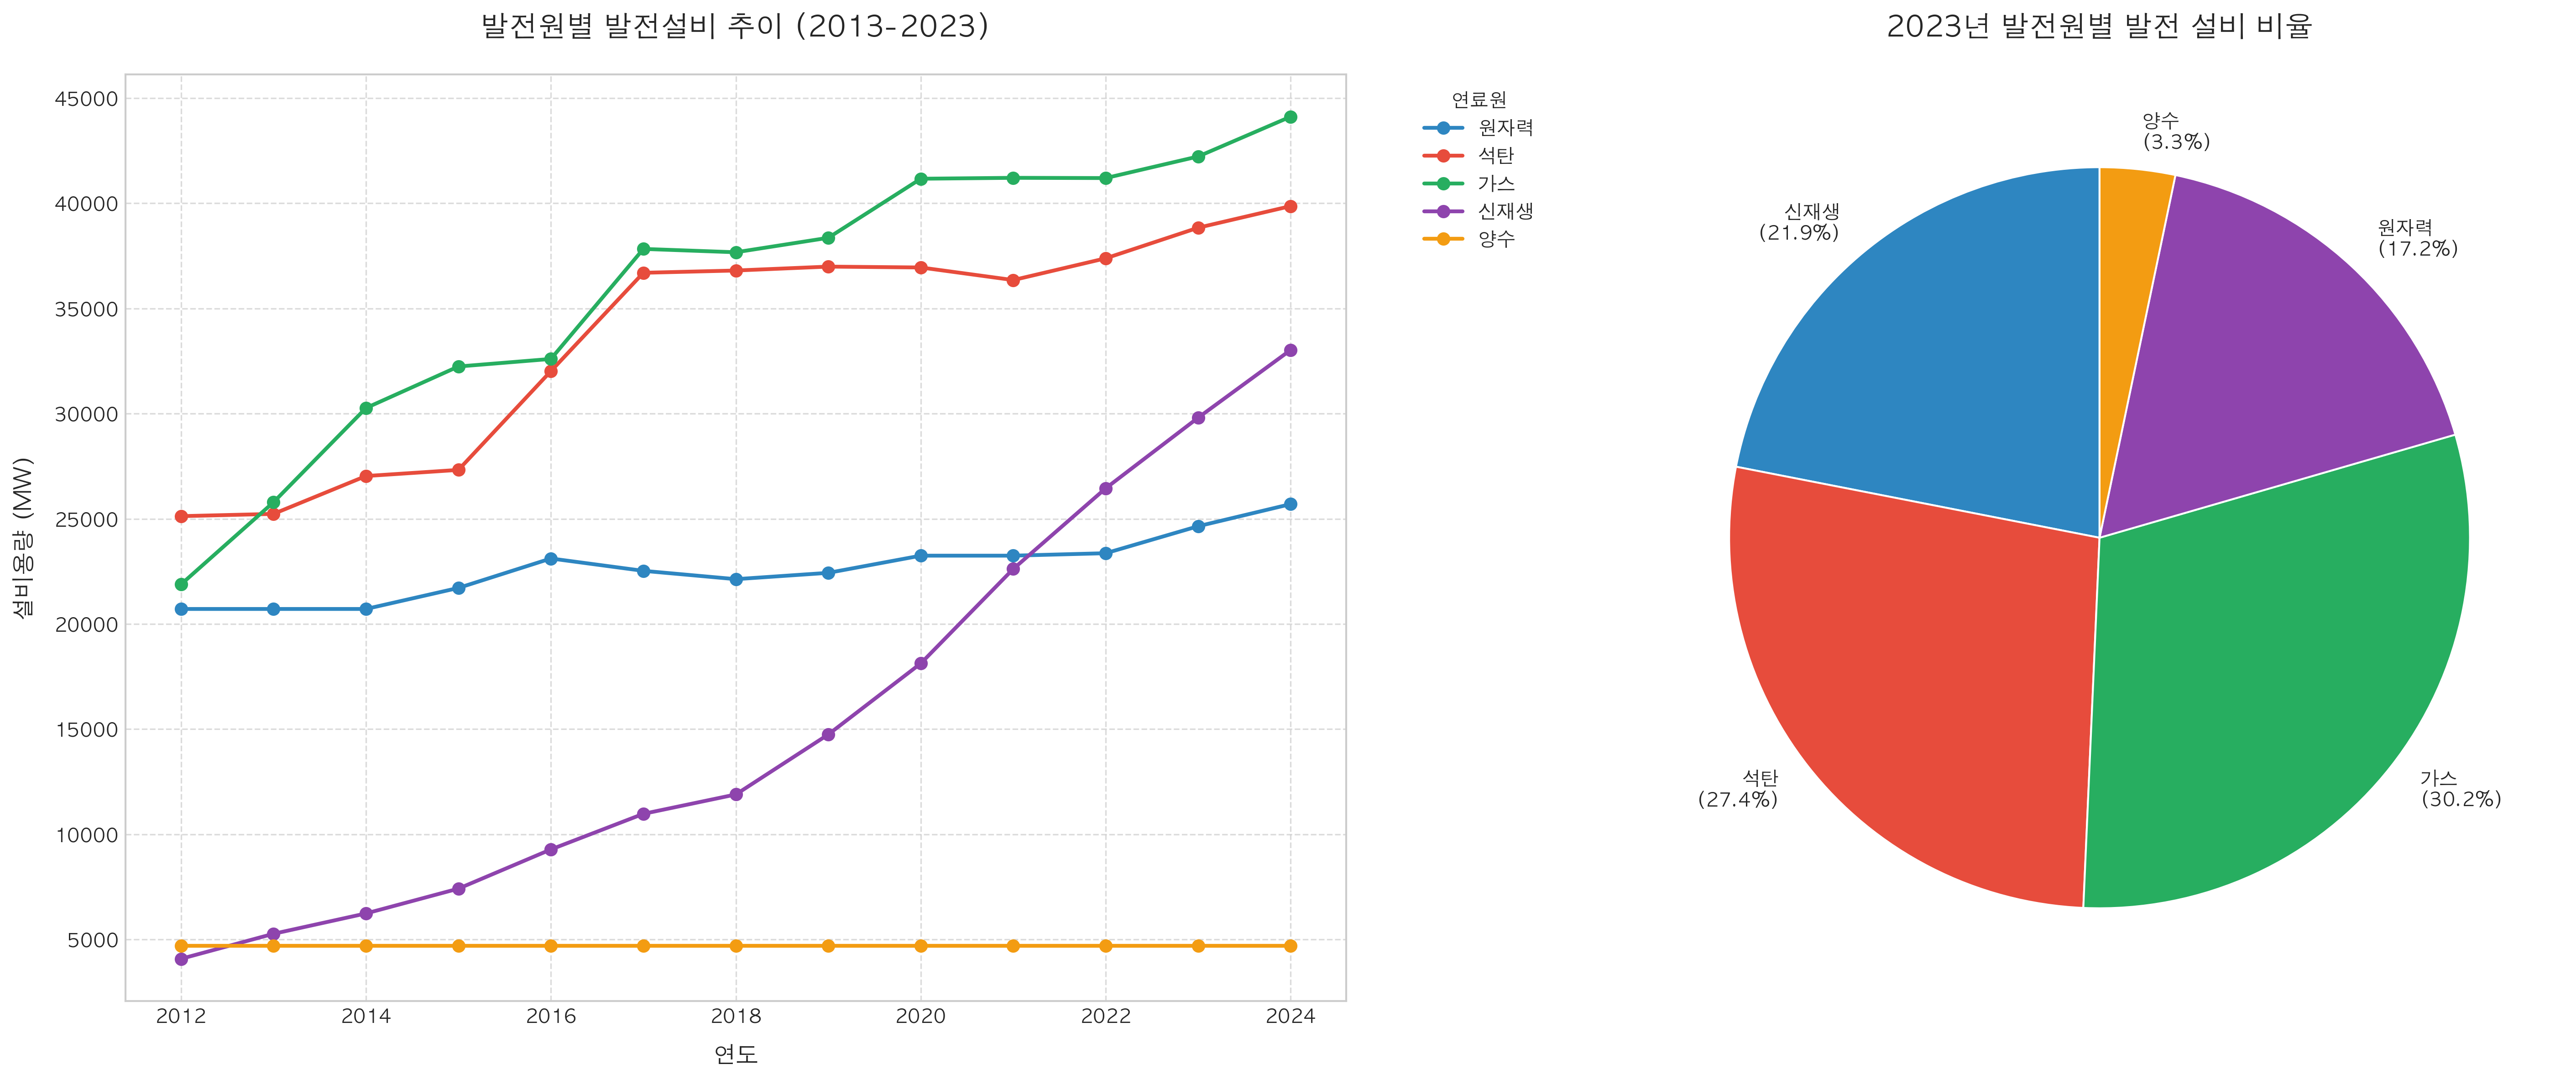 발전원별 발전설비 추이 (2013-2023)
45000
40000
35000
30000
25000
20000
15000
10000
5000
설비용량 (MW)
2012 2014 2016 2018 2020 2022 2024
연도
연료원
원자력
석탄
가스
신재생
양수
2023년 발전원별 발전 설비 비율
양수
(3.3%)
신재생
(21.9%)
원자력
(17.2%)
석탄
(27.4%)
가스
(30.2%)